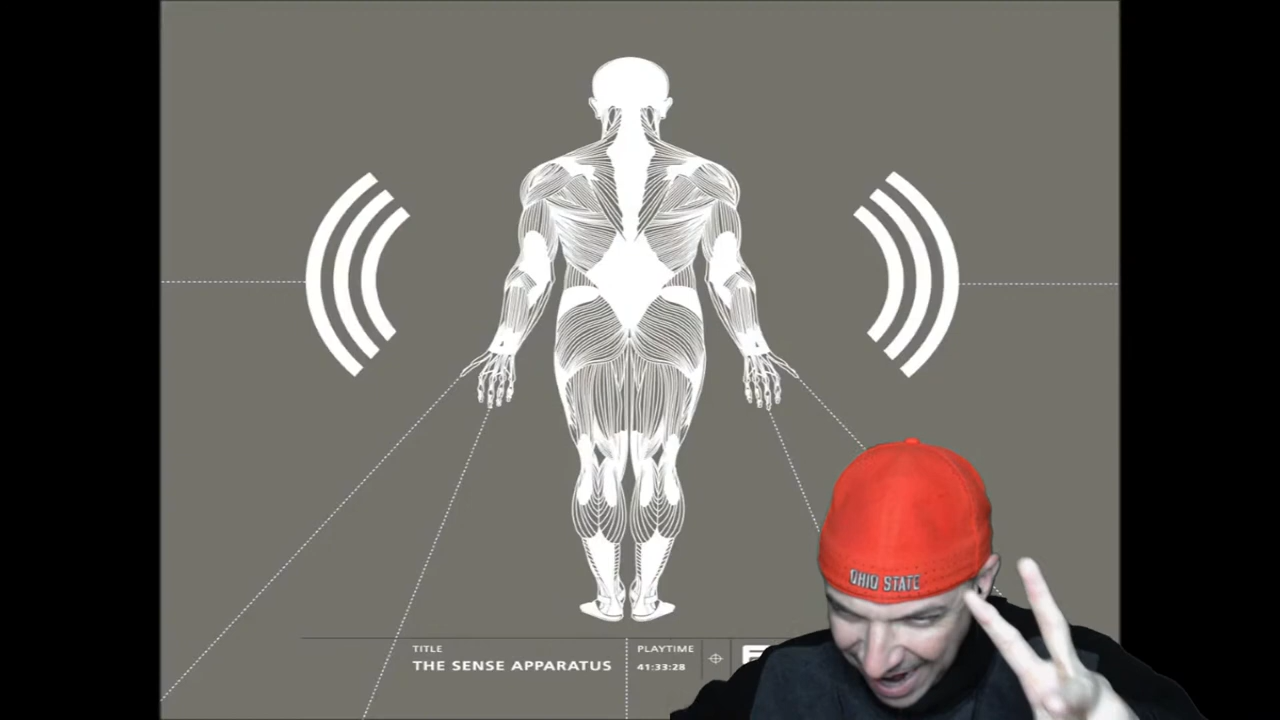 TITLE
THE SENSE APPARATUS
PLAYTIME
41:33:28
OHIO STATE